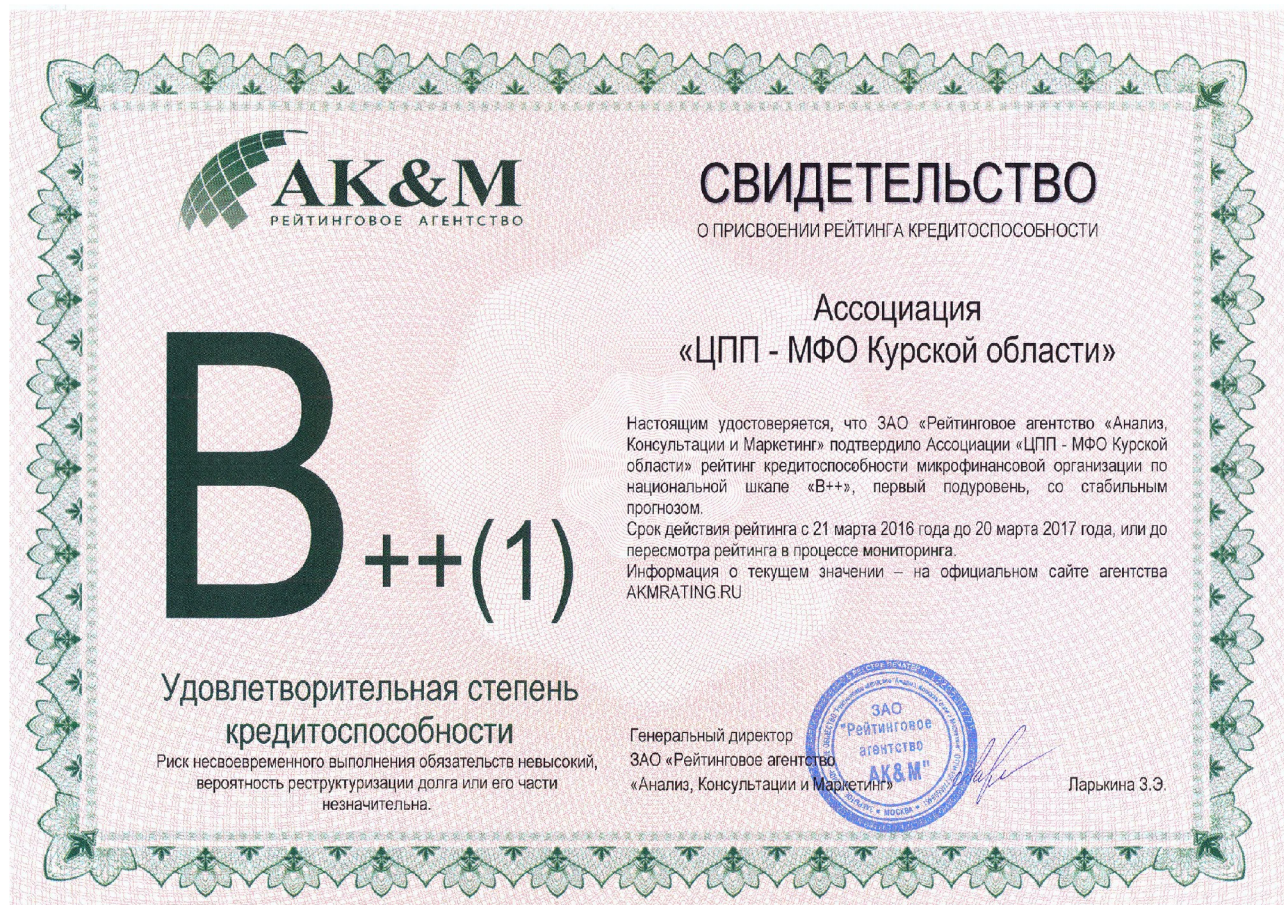 АК&М
РЕЙТИНГОВОЕ АГЕНТСТВО
СВИДЕТЕЛЬСТВО
О ПРИСВОЕНИИ РЕЙТИНГА КРЕДИТОСПОСОБНОСТИ
Ассоциация
«ЦПП - МФО Курской области»
B++(1)
Удовлетворительная степень
кредитоспособности
Риск несвоевременного выполнения обязательств невысокий,
вероятность реструктуризации долга или его части
незначительна.
Настоящим удостоверяется, что ЗАО «Рейтинговое агентство «Анализ,
Консультации и Маркетинг» подтвердило Ассоциации «ЦПП - МФО Курской
области» рейтинг кредитоспособности микрофинансовой организации по
национальной шкале «В++», первый подуровень, со стабильным
прогнозом.
Срок действия рейтинга с 21 марта 2016 года до 20 марта 2017 года, или до
пересмотра рейтинга в процессе мониторинга.
Информация о текущем значении – на официальном сайте агентства
AKMRATING.RU
Генеральный директор
ЗАО «Рейтинговое агентство
«Анализ, Консультации и Маркетинг»
ЗАО
"Рейтинговое
агентство
АК&М"
МОСКВА
Ларькина З.Э.